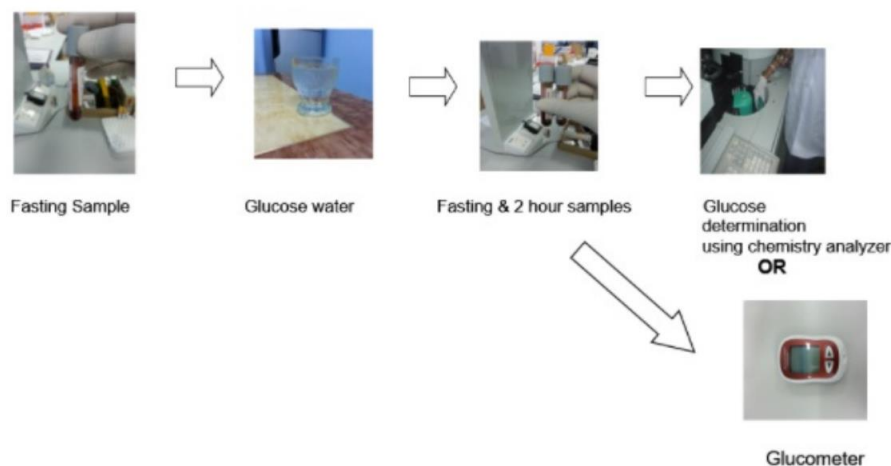 Fasting Sample
Glucose water
Fasting & 2 hour samples
Glucose
determination
using chemistry analyzer
OR
Glucometer